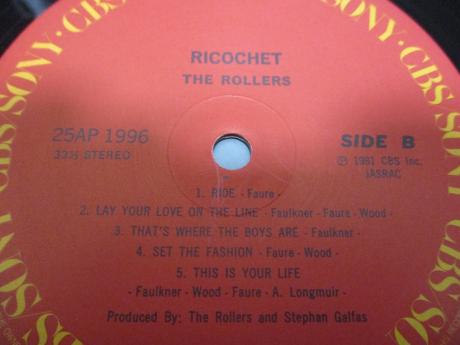 RICOCHET
THE ROLLERS
25AP 1996
33⅓ STEREO
SIDE B
Ⓟ 1981 CBS Inc.
JASRAC
1. RIDE - Faure -
2. LAY YOUR LOVE ON THE LINE - Faulkner - Faure - Wood -
3. THAT'S WHERE THE BOYS ARE - Faulkner -
4. SET THE FASHION - Faure - Wood -
5. THIS IS YOUR LIFE
- Faulkner - Wood - Faure - A. Longmuir -
Produced By: The Rollers and Stephan Galfas
CBS/SONY
SONY · CBS/SONY